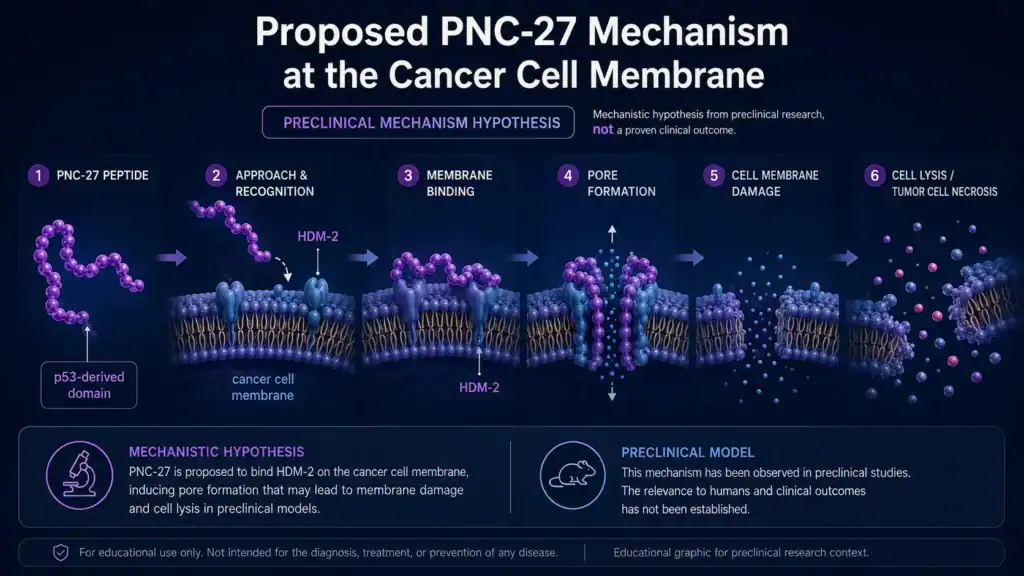 Proposed PNC-27 Mechanism
at the Cancer Cell Membrane
PRECLINICAL MECHANISM HYPOTHESIS
Mechanistic hypothesis from preclinical research,
not a proven clinical outcome.
1 PNC-27 PEPTIDE
2 APPROACH &
RECOGNITION
3 MEMBRANE
BINDING
4 PORE
FORMATION
5 CELL MEMBRANE
DAMAGE
6 CELL LYSIS /
TUMOR CELL NECROSIS
HDM-2
p53-derived
domain
cancer cell
membrane
HDM-2
MECHANISTIC HYPOTHESIS
PNC-27 is proposed to bind HDM-2 on the cancer cell membrane,
inducing pore formation that may lead to membrane damage
and cell lysis in preclinical models.
PRECLINICAL MODEL
This mechanism has been observed in preclinical studies.
The relevance to humans and clinical outcomes
has not been established.
For educational use only. Not intended for the diagnosis, treatment, or prevention of any disease.
Educational graphic for preclinical research context.